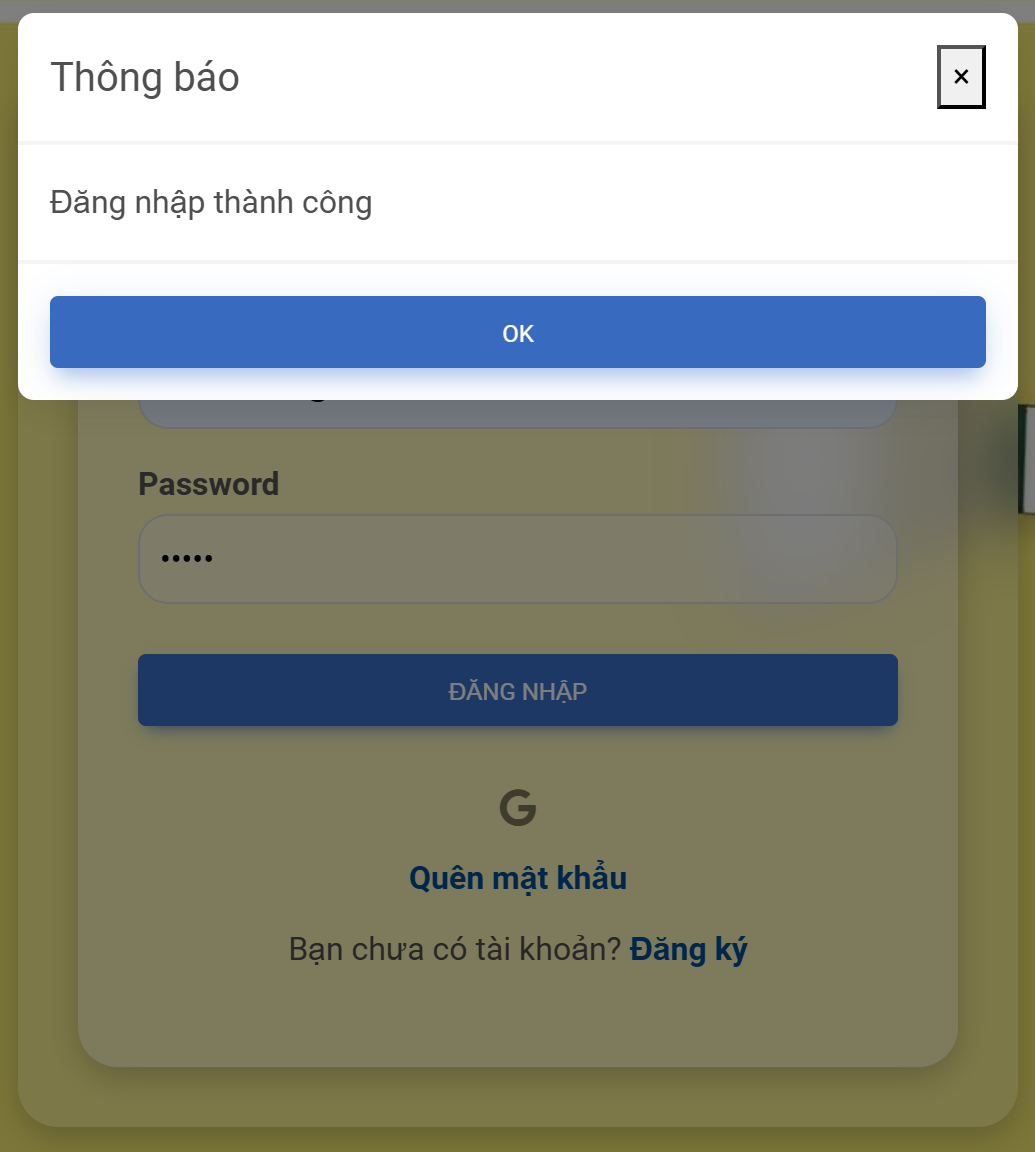 Thông báo
×
Đăng nhập thành công
OK
Password
•••••
ĐĂNG NHẬP
G
Quên mật khẩu
Bạn chưa có tài khoản? Đăng ký